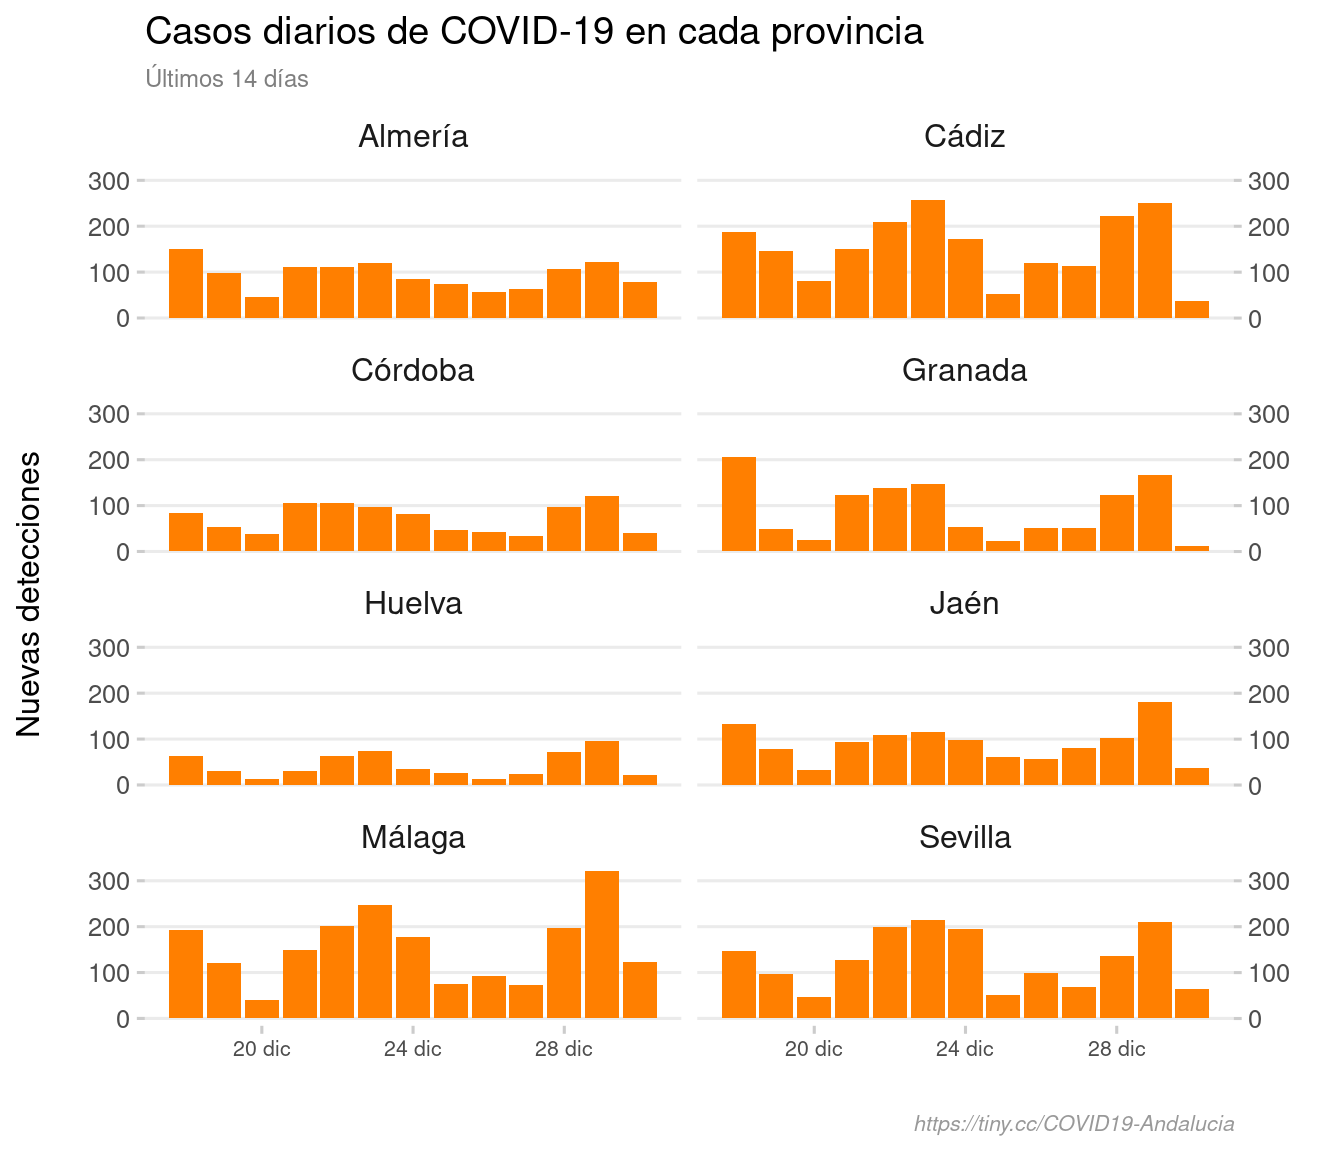 Casos diarios de COVID-19 en cada provincia
Últimos 14 días
Nuevas detecciones
Almería
Cádiz
300
200
100
0
300
200
100
0
Córdoba
Granada
300
200
100
0
300
200
100
0
Huelva
Jaén
300
200
100
0
300
200
100
0
Málaga
Sevilla
300
200
100
0
300
200
100
0
20 dic
24 dic
28 dic
20 dic
24 dic
28 dic
https://tiny.cc/COVID19-Andalucia